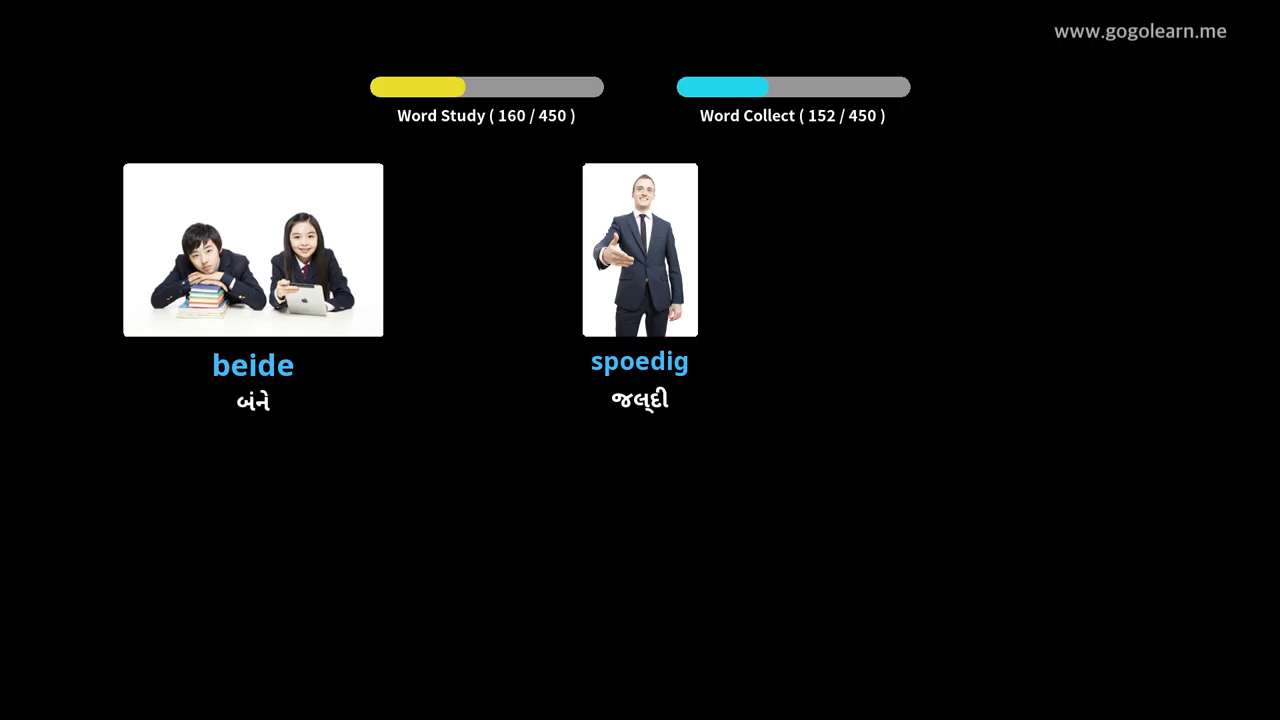 www.gogolearn.me
Word Study ( 160 / 450 )
Word Collect ( 152 / 450 )
beide
બંને
spoedig
જલ્દી